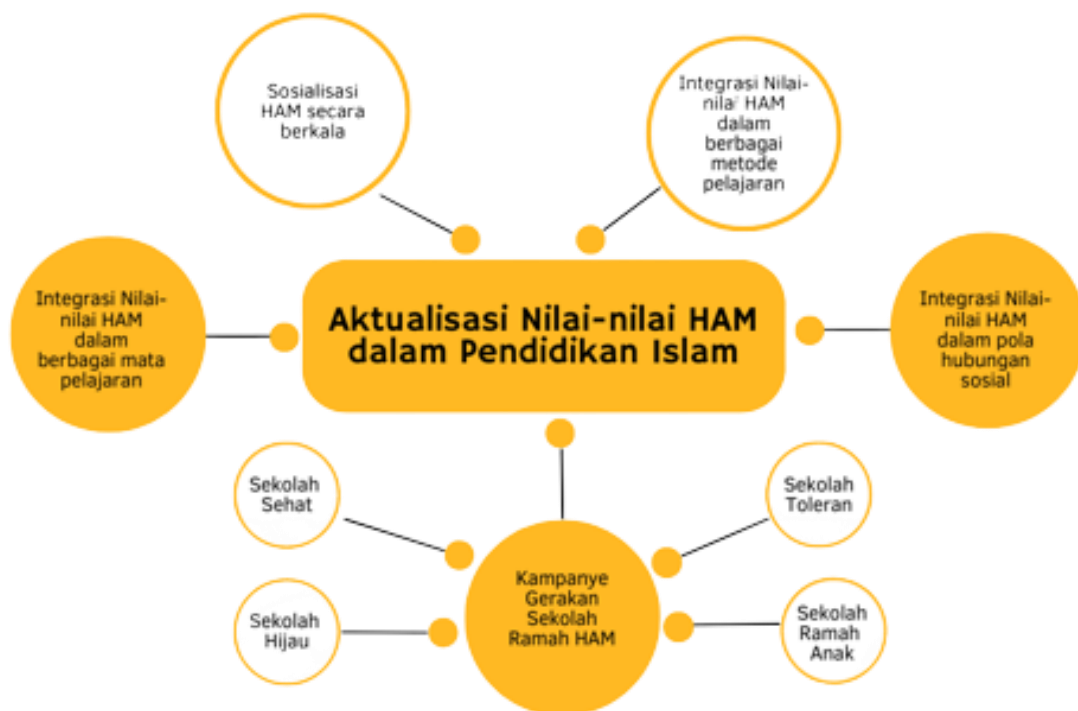 Sosialisasi
HAM secara
berkala
Integrasi Nilai-
nilai HAM
dalam
berbagai
metode
pelajaran
Integrasi Nilai-
nilai HAM
dalam
berbagai mata
pelajaran
Aktualisasi Nilai-nilai HAM
dalam Pendidikan Islam
Integrasi Nilai-
nilai HAM
dalam pola
hubungan
sosial
Sekolah
Sehat
Sekolah
Toleran
Kampanye
Gerakan
Sekolah
Ramah HAM
Sekolah
Hijau
Sekolah
Ramah
Anak